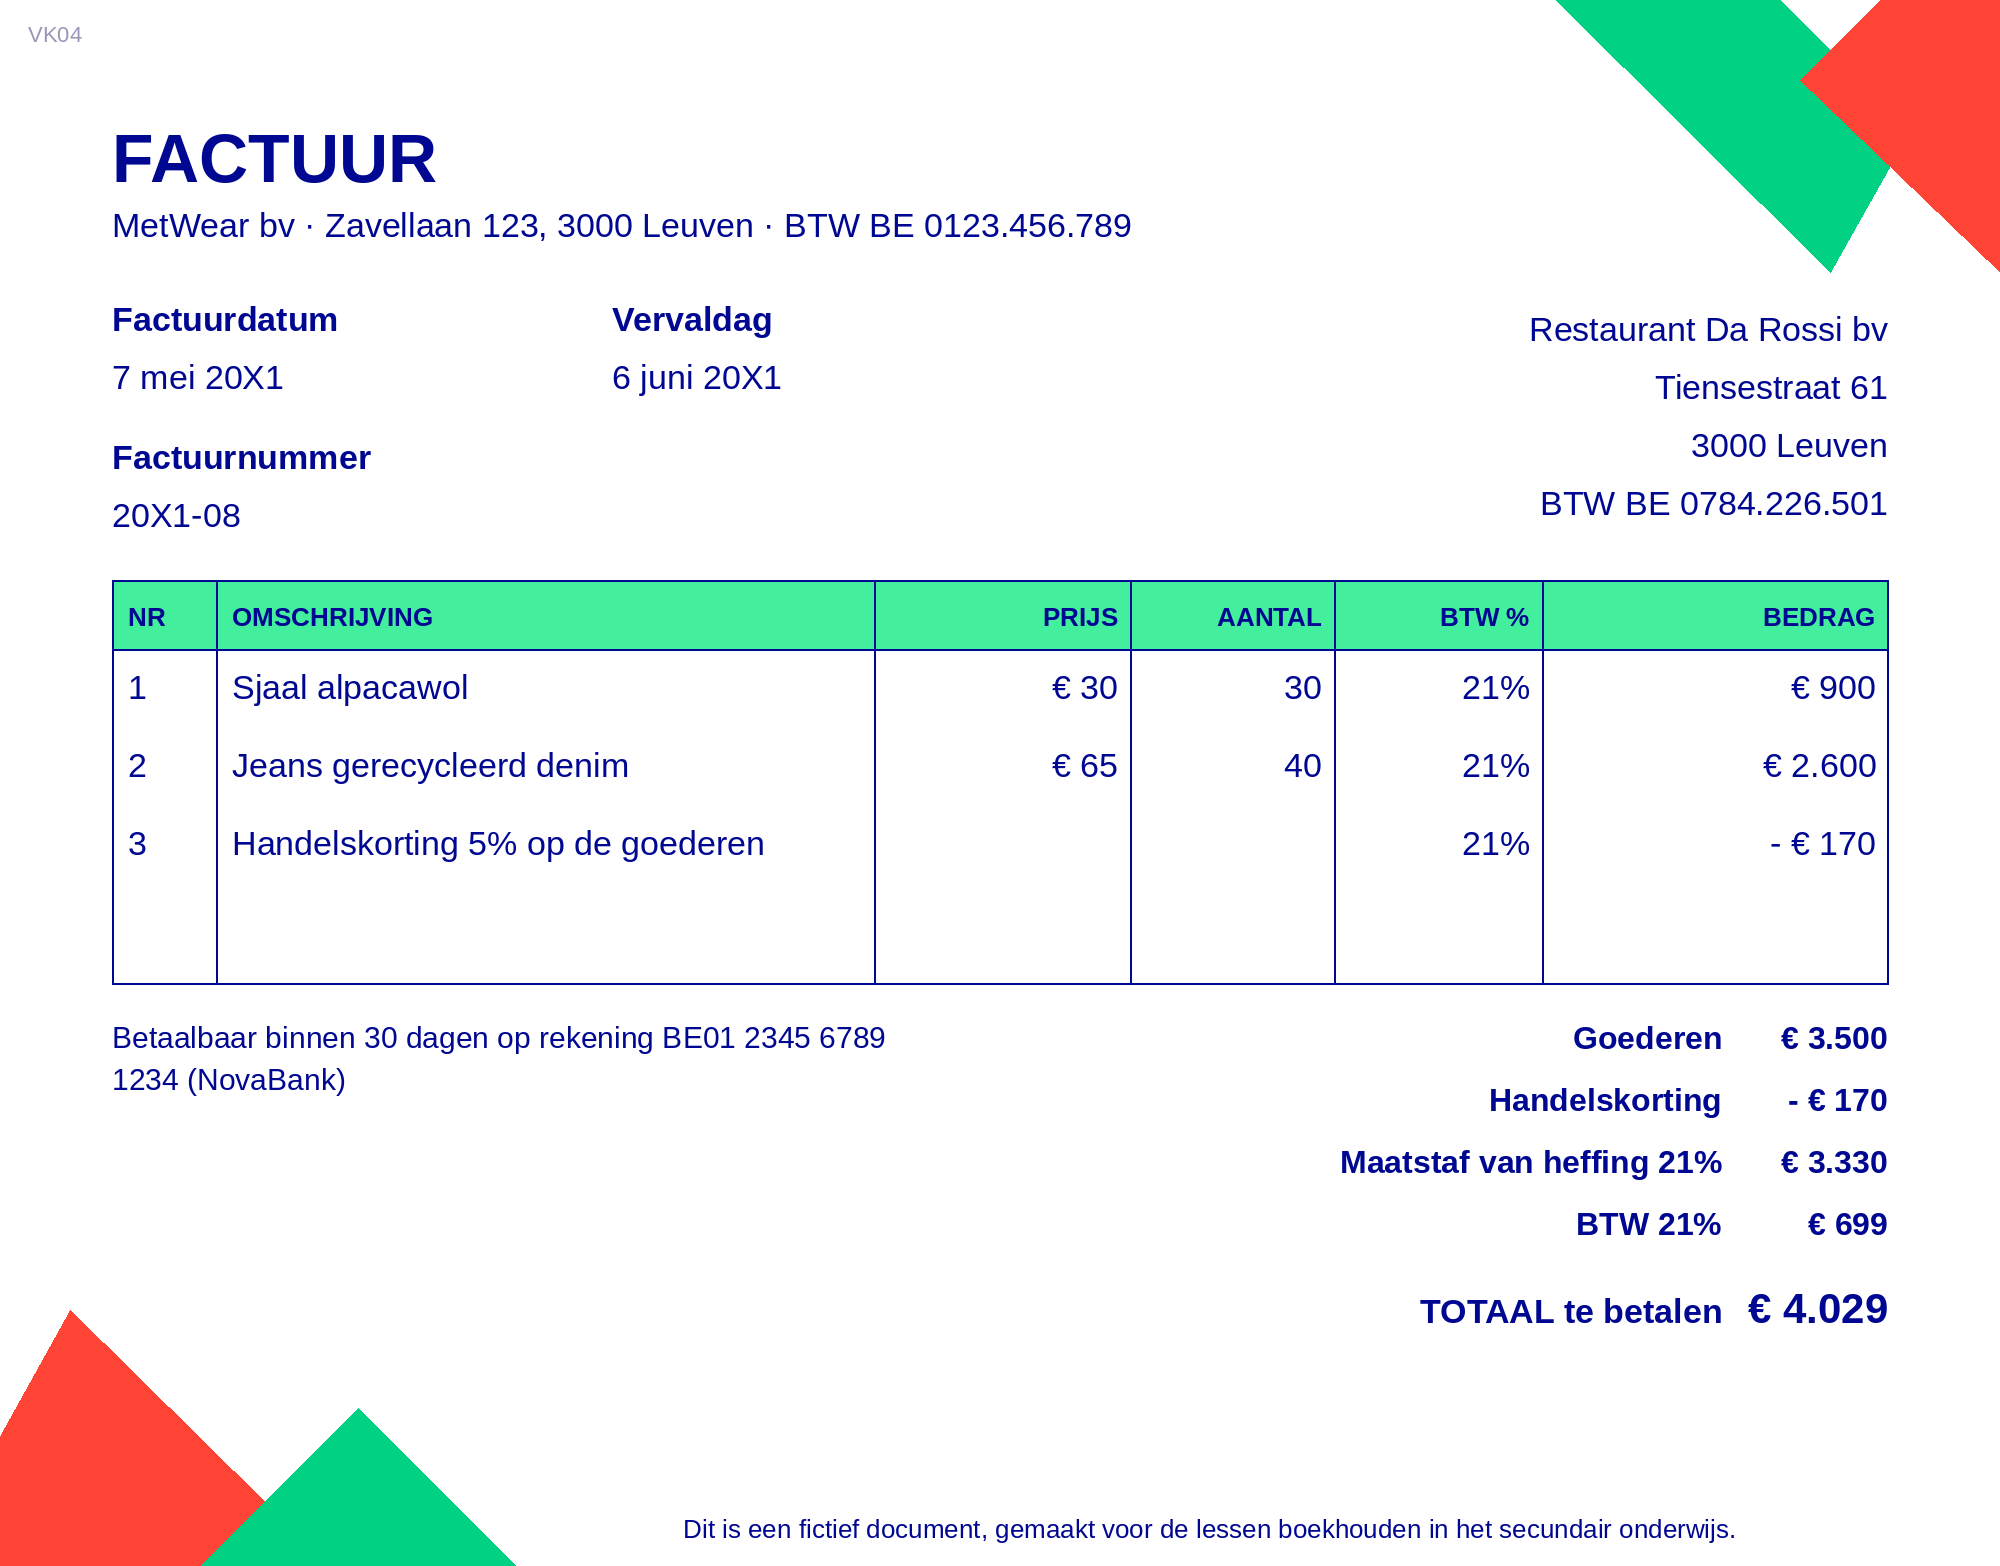 VK04
FACTUUR
MetWear bv · Zavellaan 123, 3000 Leuven · BTW BE 0123.456.789
Factuurdatum
7 mei 20X1
Vervaldag
6 juni 20X1
Factuurnummer
20X1-08
Restaurant Da Rossi bv
Tiensestraat 61
3000 Leuven
BTW BE 0784.226.501
NR OMSCHRIJVING PRIJS AANTAL BTW % BEDRAG
1 Sjaal alpacawol € 30 30 21% € 900
2 Jeans gerecycleerd denim € 65 40 21% € 2.600
3 Handelskorting 5% op de goederen 21% - € 170
Betaalbaar binnen 30 dagen op rekening BE01 2345 6789
1234 (NovaBank)
Goederen € 3.500
Handelskorting - € 170
Maatstaf van heffing 21% € 3.330
BTW 21% € 699
TOTAAL te betalen € 4.029
Dit is een fictief document, gemaakt voor de lessen boekhouden in het secundair onderwijs.